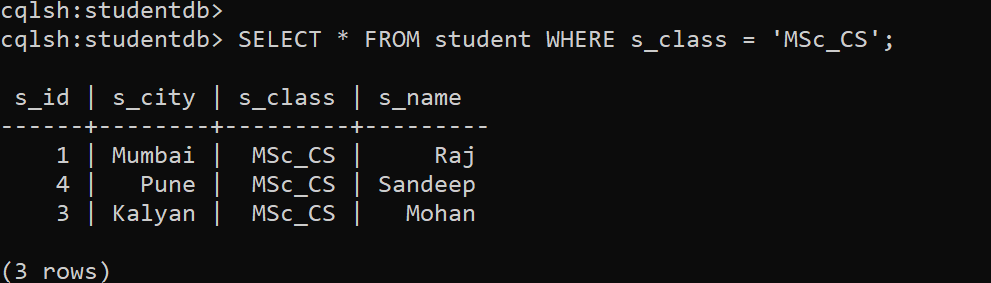 cqlsh:studentdb>
cqlsh:studentdb> SELECT * FROM student WHERE s_class = 'MSc_CS';
 s_id | s_city | s_class | s_name
------+--------+---------+---------
    1 | Mumbai |  MSc_CS |     Raj
    4 |   Pune |  MSc_CS | Sandeep
    3 | Kalyan |  MSc_CS |   Mohan
(3 rows)